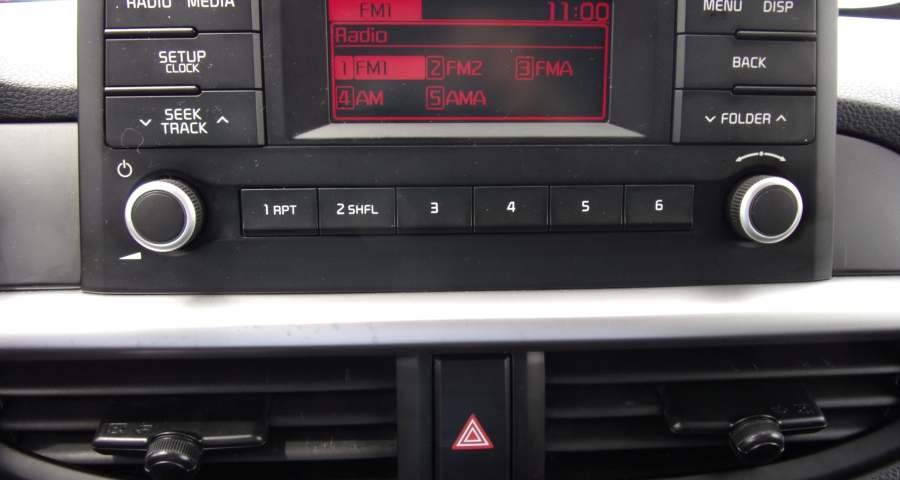 RADIO MEDIA
FM1 11:00
MENU DISP
Radio
SETUP
CLOCK
1 FM1 2 FM2 3 FMA
BACK
4 AM 5 AMA
SEEK
TRACK
FOLDER
1 RPT 2 SHFL 3 4 5 6